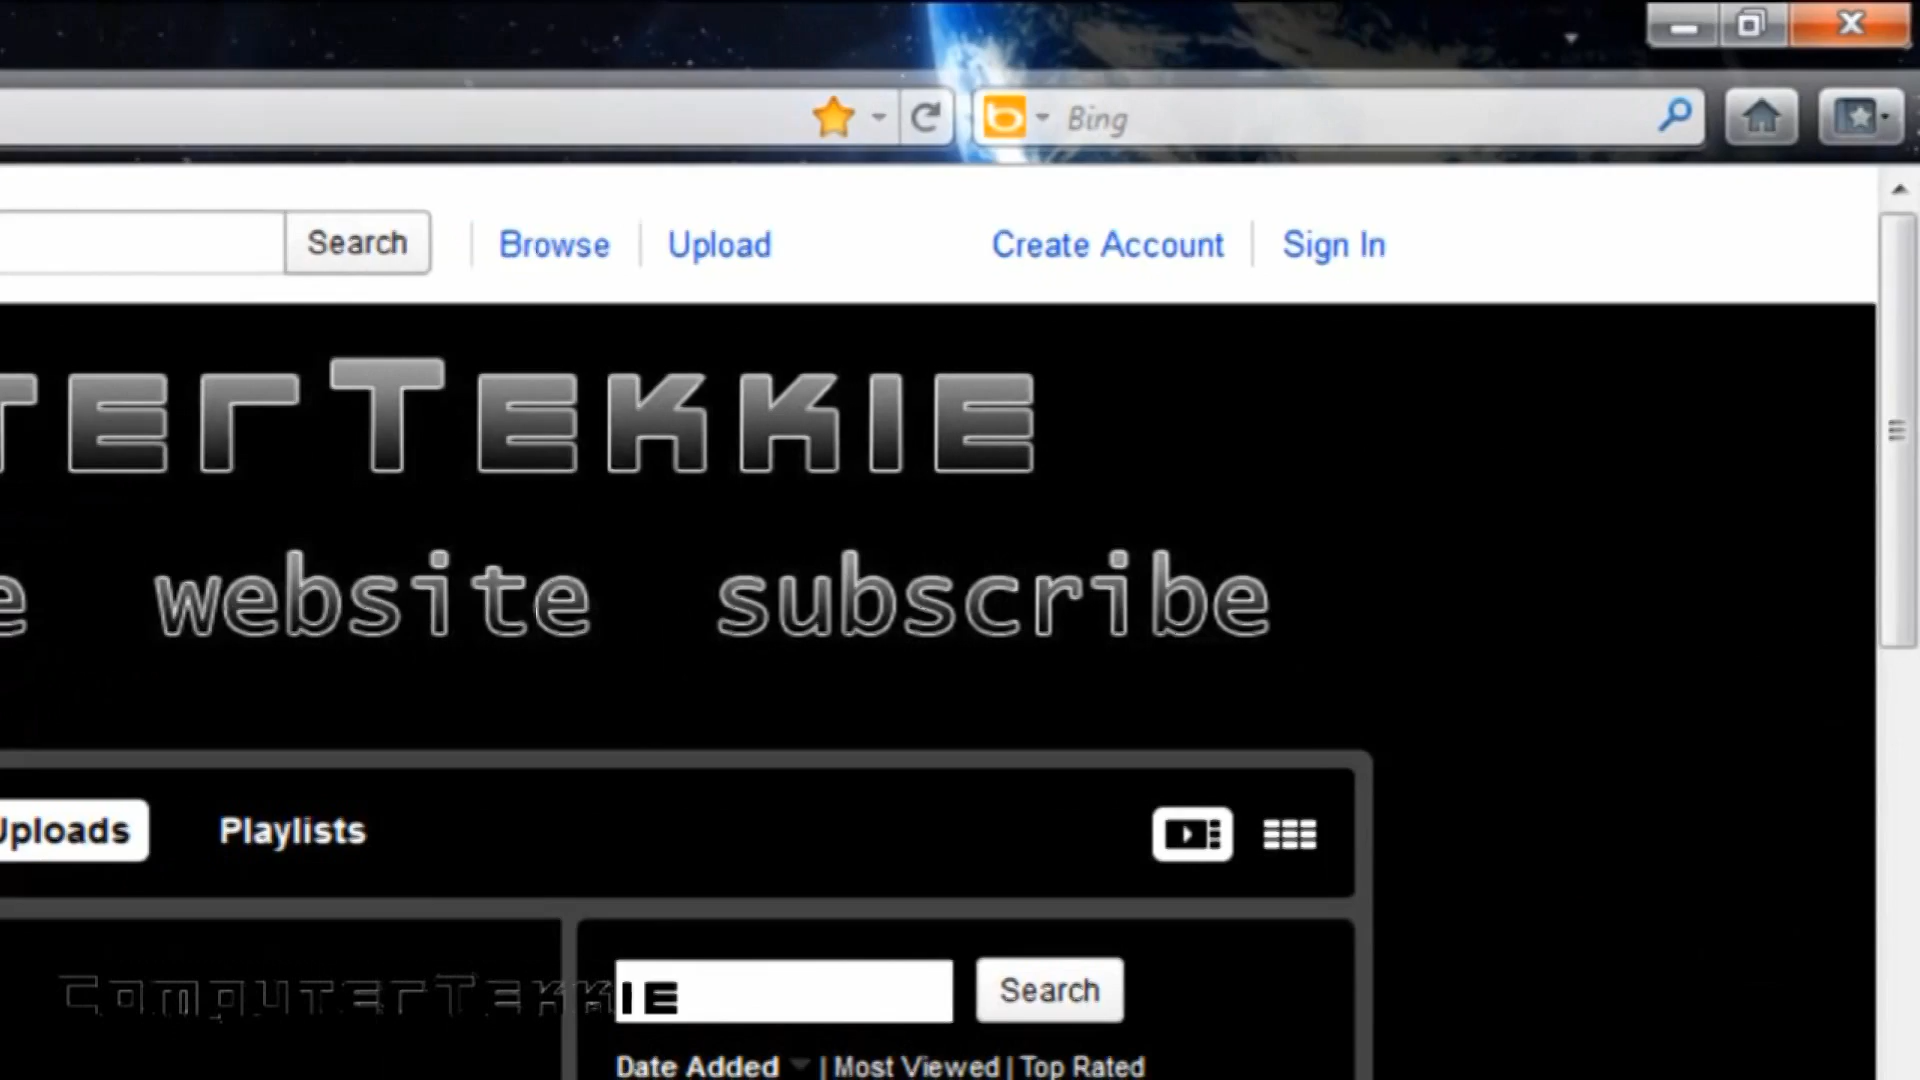 Bing
Search Browse Upload Create Account Sign In
TerTekkie
e website subscribe
Uploads Playlists
ComputerTekkie
Search
Date Added | Most Viewed | Top Rated